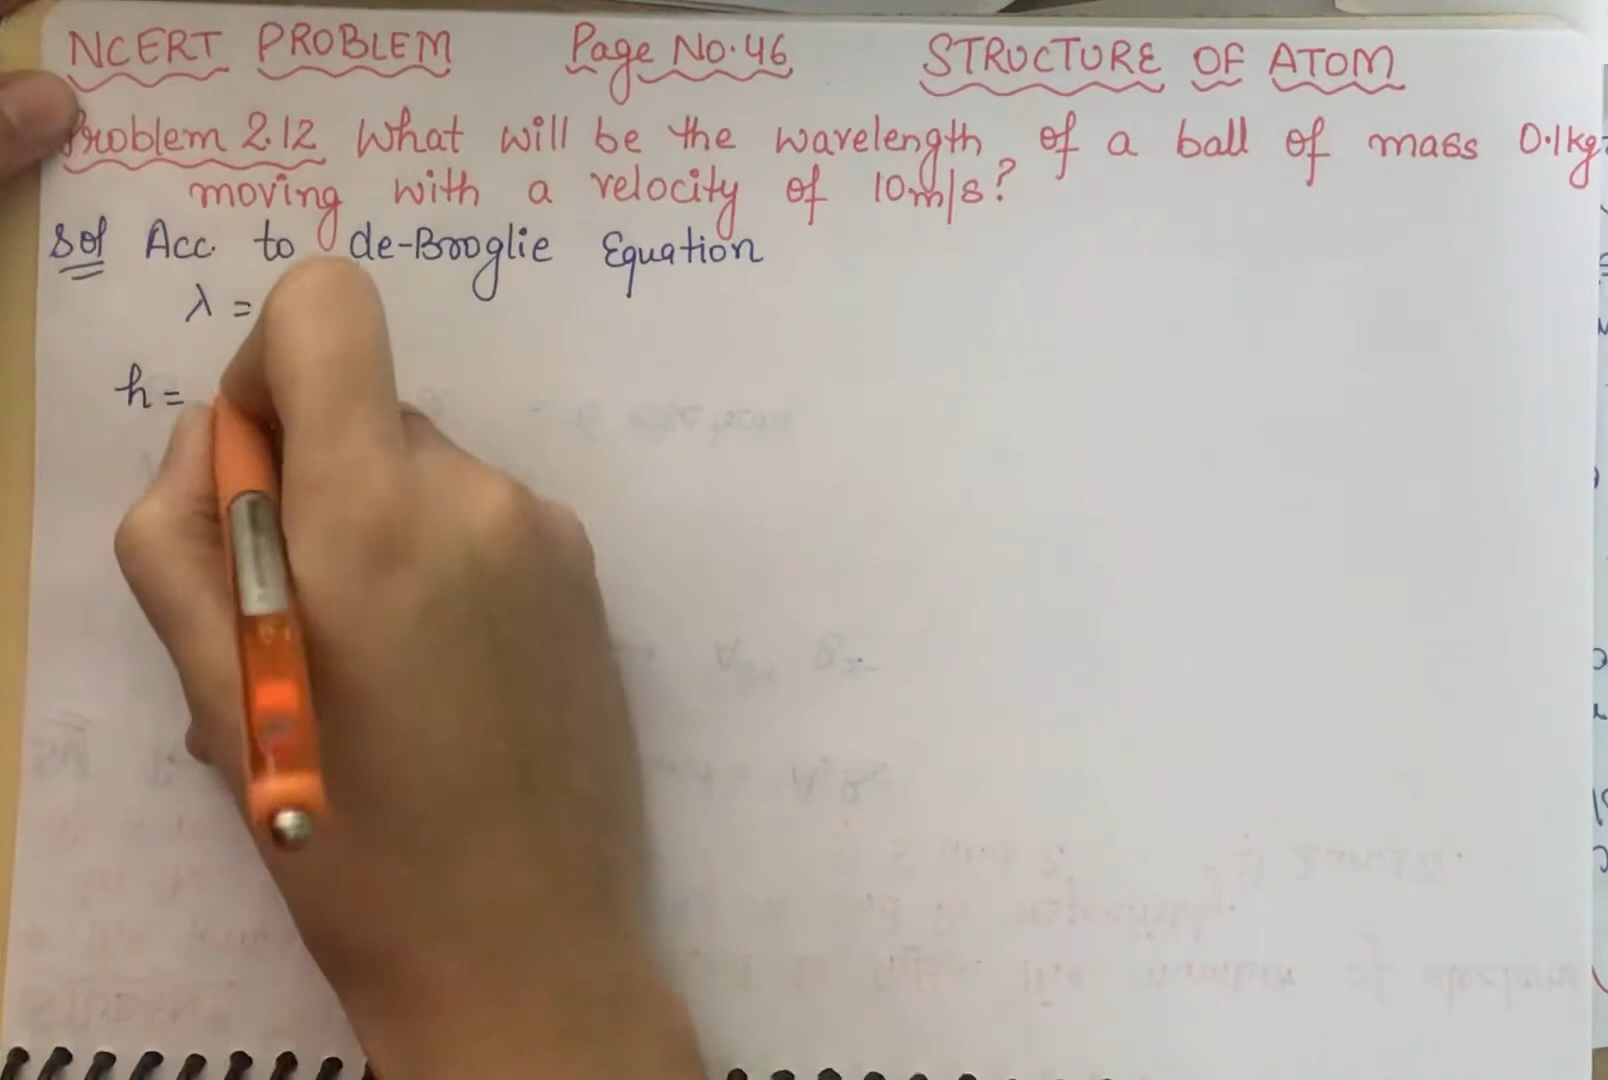 NCERT PROBLEM Page No. 46 STRUCTURE OF ATOM
Problem 2.12 What will be the wavelength of a ball of mass 0.1kg
moving with a velocity of 10m/s?
Sol Acc. to de-Broglie Equation
λ =
h =